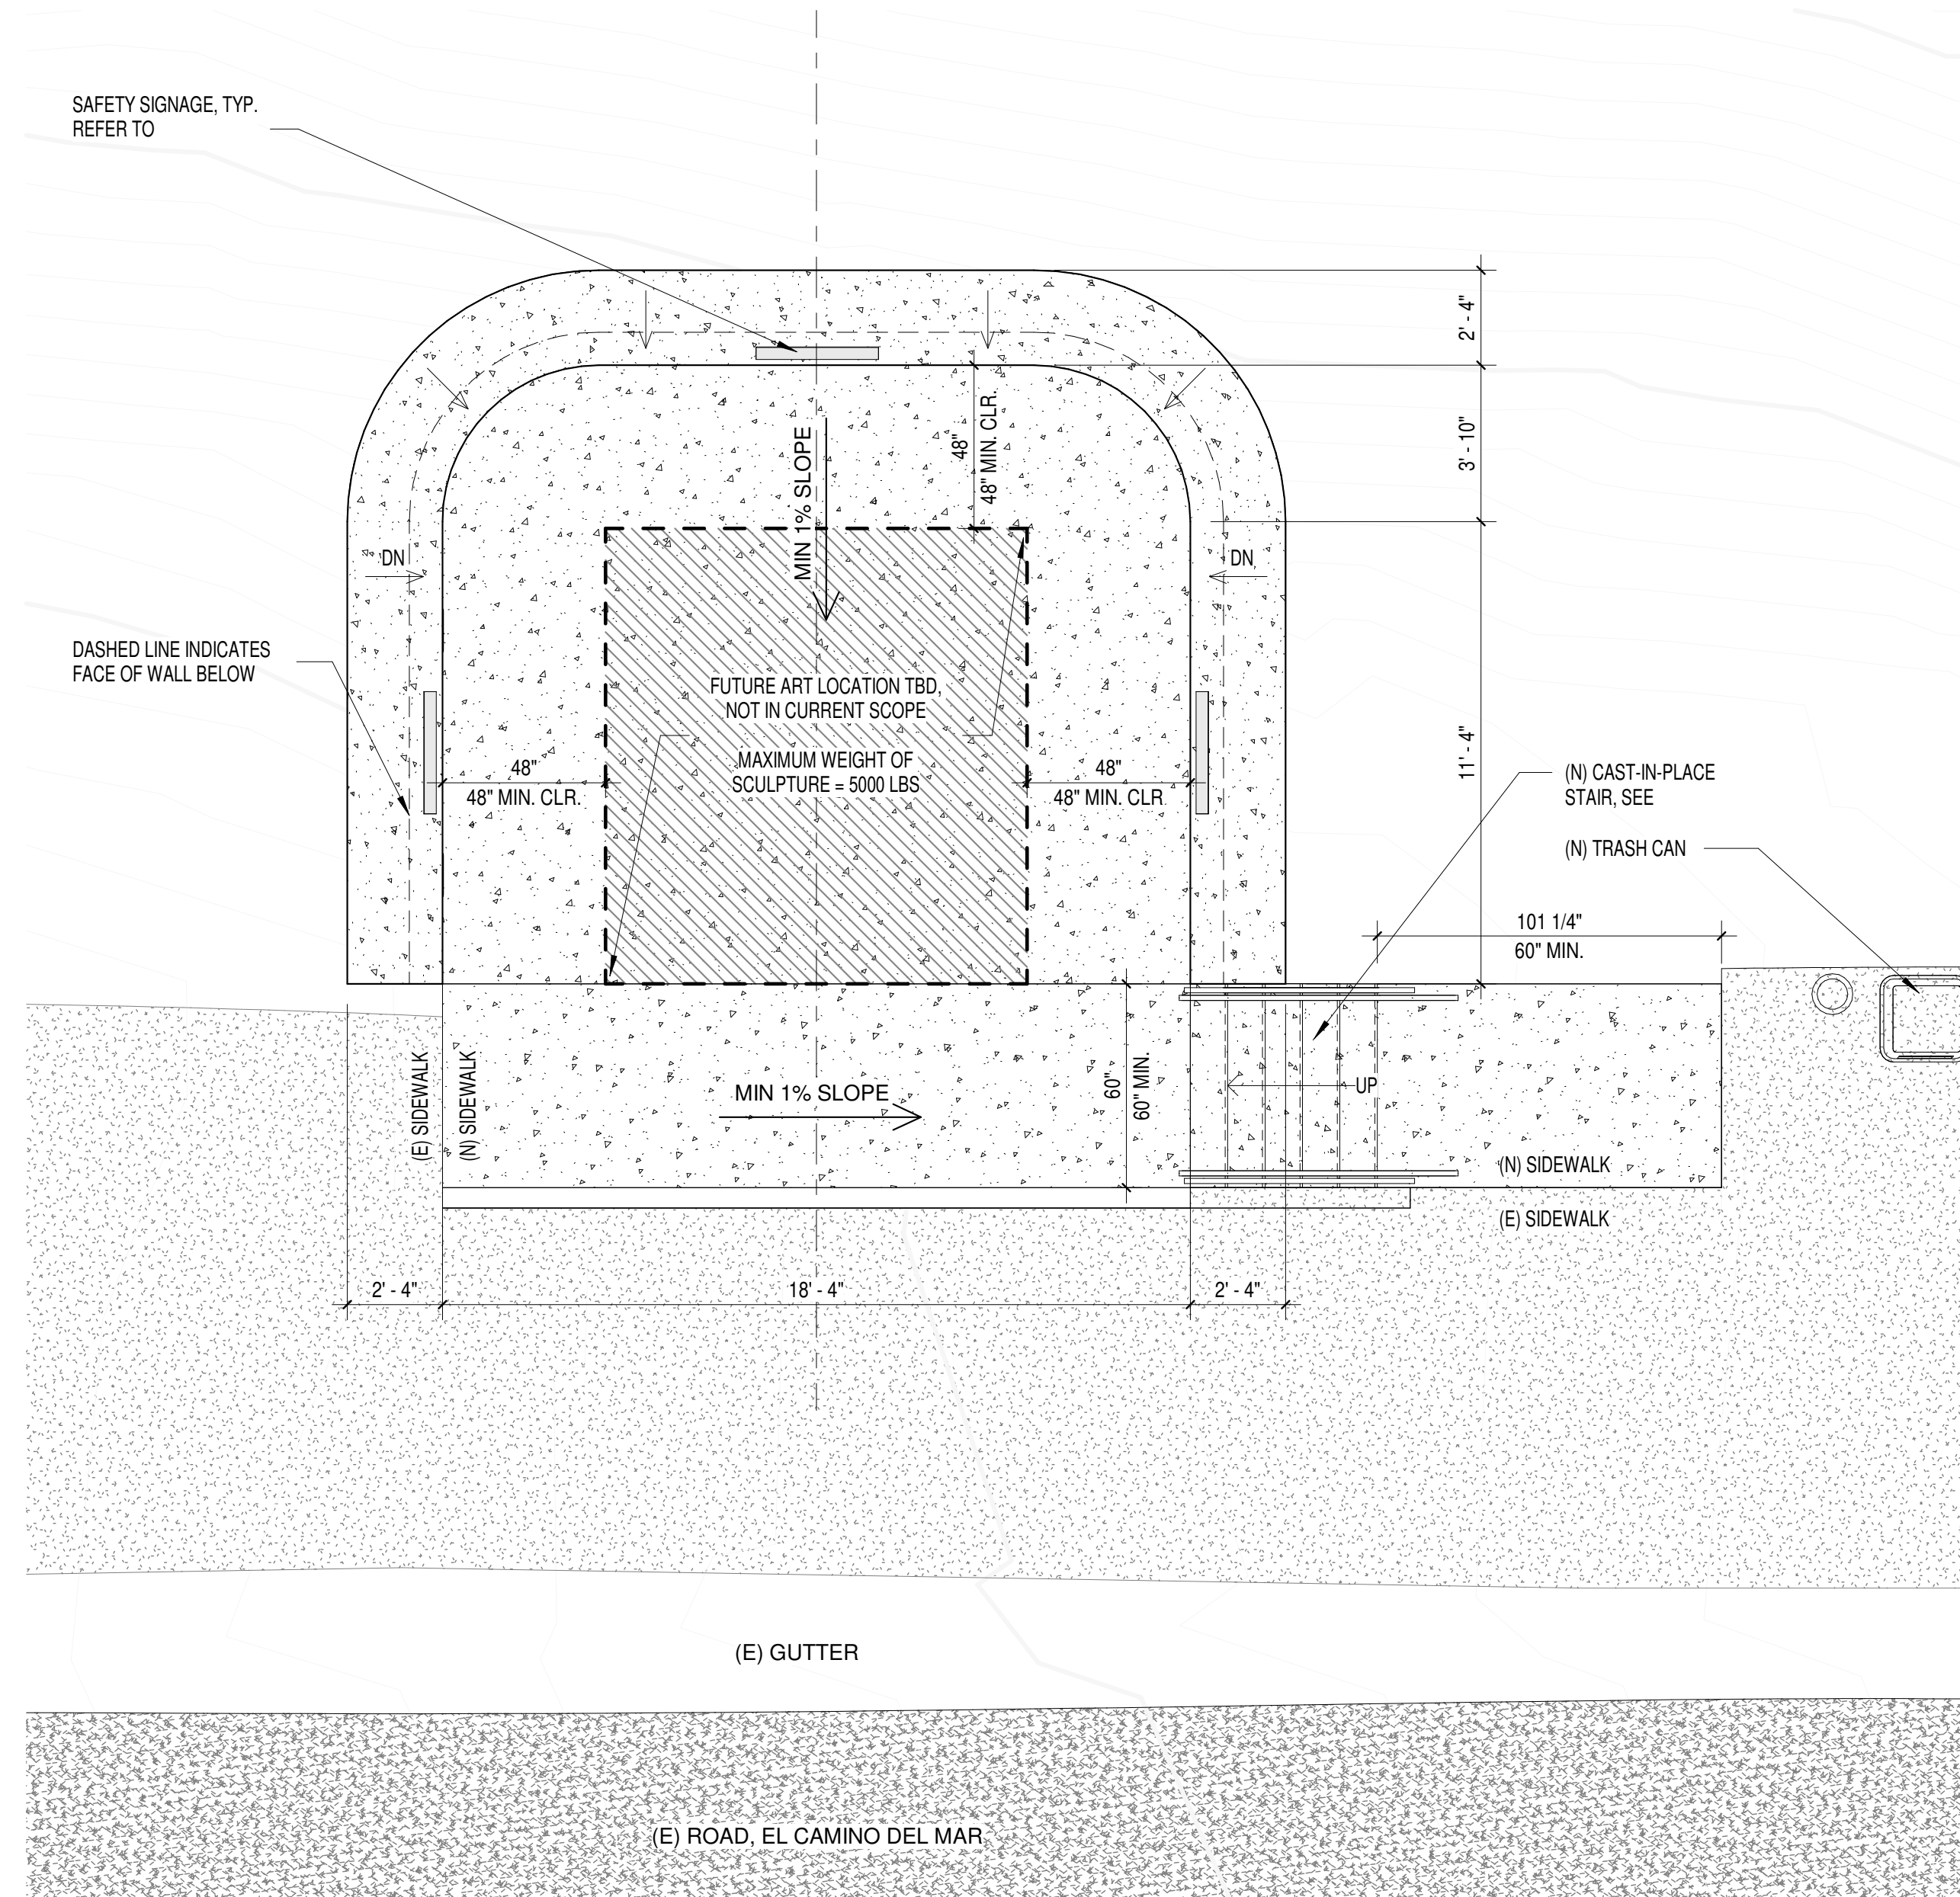 SAFETY SIGNAGE, TYP.
REFER TO
2' - 4"
3' - 10"
48"
48" MIN. CLR.
MIN 1% SLOPE
DN
DN
DASHED LINE INDICATES
FACE OF WALL BELOW
FUTURE ART LOCATION TBD,
NOT IN CURRENT SCOPE
MAXIMUM WEIGHT OF
SCULPTURE = 5000 LBS
48"
48" MIN. CLR.
48"
48" MIN. CLR
11' - 4"
(N) CAST-IN-PLACE
STAIR, SEE
(N) TRASH CAN
101 1/4"
60" MIN.
(E) SIDEWALK
(N) SIDEWALK
MIN 1% SLOPE
60"
60" MIN.
UP
(N) SIDEWALK
(E) SIDEWALK
2' - 4"
18' - 4"
2' - 4"
(E) GUTTER
(E) ROAD, EL CAMINO DEL MAR